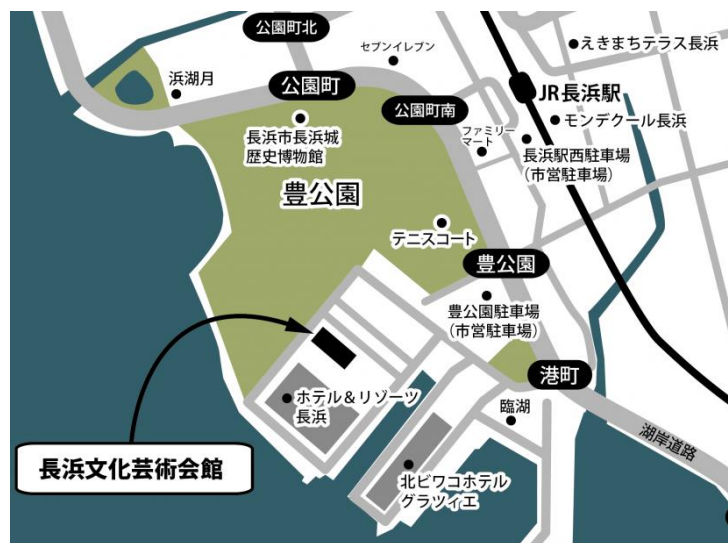 公園町北
セブンイレブン
えきまちテラス長浜
浜湖月
公園町
JR長浜駅
公園町南
モンデクール長浜
長浜市長浜城
歴史博物館
ファミリー
マート
長浜駅西駐車場
(市営駐車場)
豊公園
テニスコート
豊公園
豊公園駐車場
(市営駐車場)
港町
ホテル&リゾーツ
長浜
臨湖
湖岸道路
長浜文化芸術会館
北ビワコホテル
グラツィエ